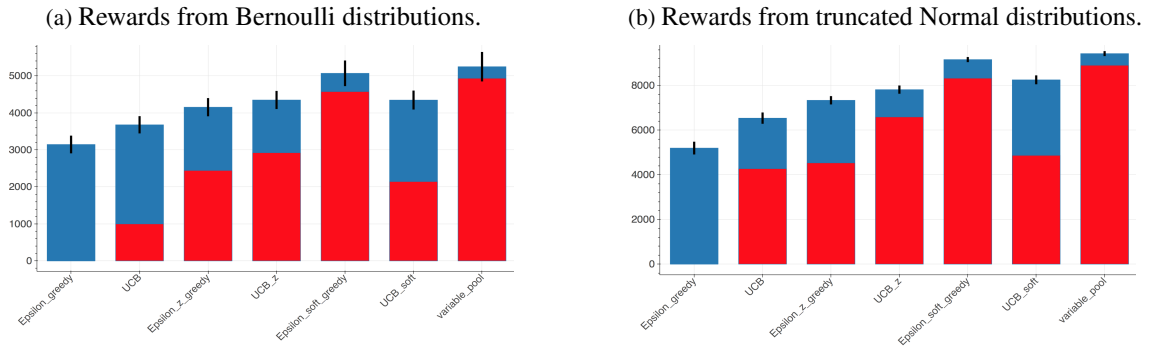 (a) Rewards from Bernoulli distributions.
5000
4000
3000
2000
1000
0
Epsilon_greedy
UCB
Epsilon_z_greedy
UCB_z
Epsilon_soft_greedy
UCB_soft
variable_pool
(b) Rewards from truncated Normal distributions.
8000
6000
4000
2000
0
Epsilon_greedy
UCB
Epsilon_z_greedy
UCB_z
Epsilon_soft_greedy
UCB_soft
variable_pool